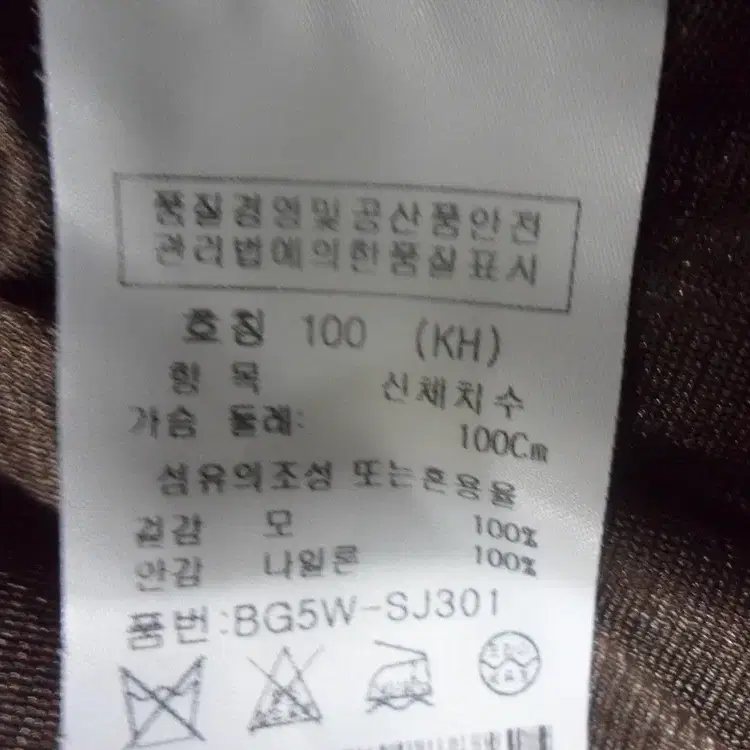 품질경영및공산품안전
관리법에의한품질표시
호칭 100 (KH)
항 목 신체치수
가슴 둘레: 100Cm
섬유의조성 또는혼용율
겉감 모 100%
안감 나일론 100%
품번:BG5W-SJ301